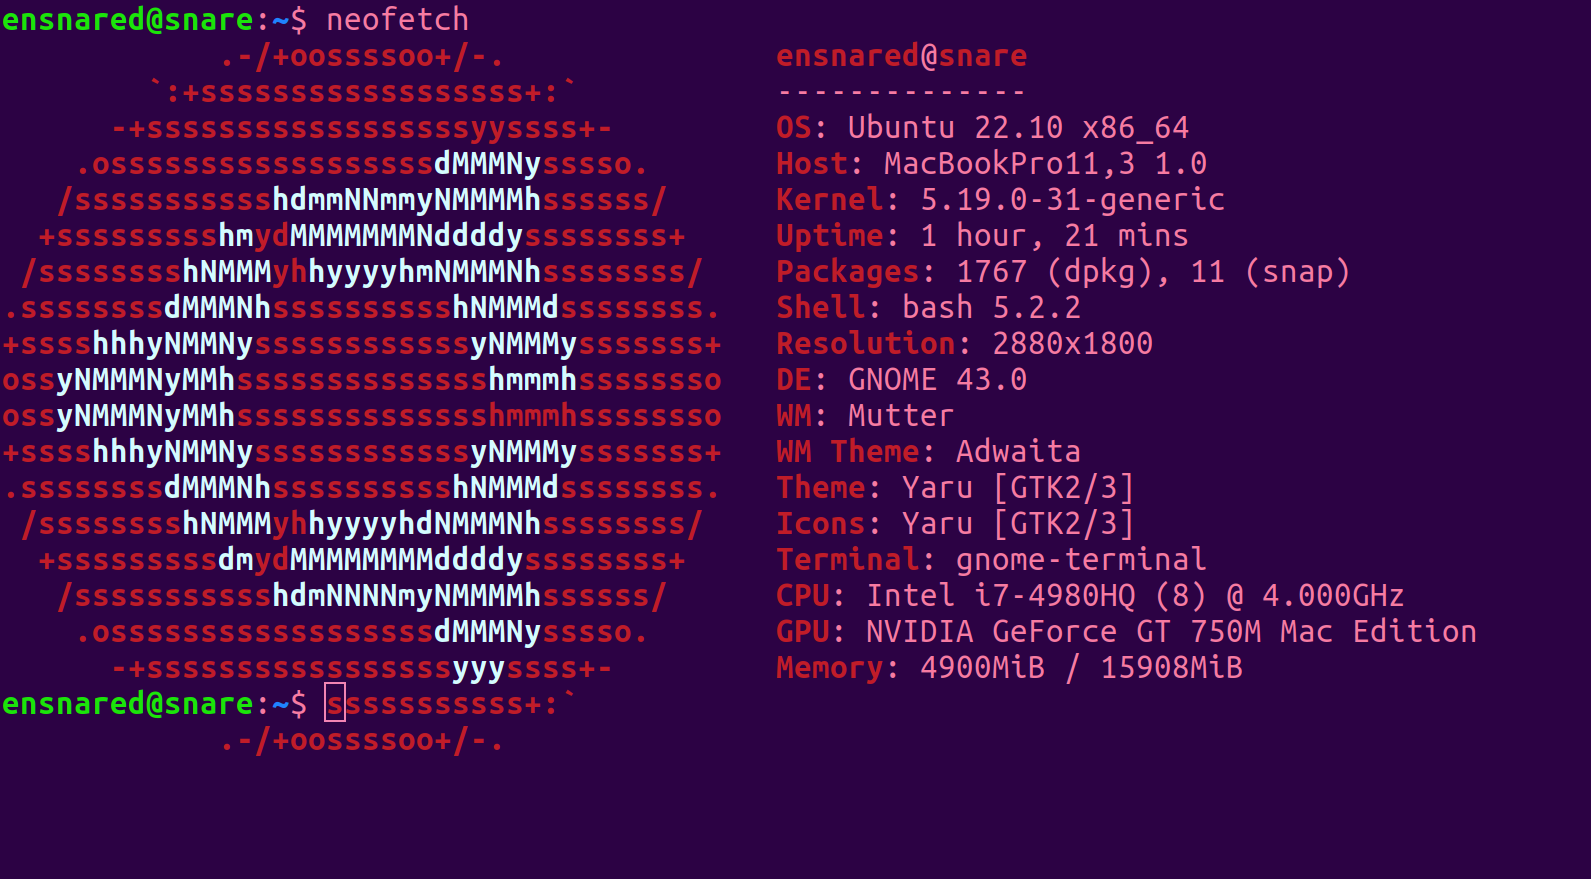 ensnared@snare:~$ neofetch
            .-/+oossssoo+/-.               ensnared@snare
        `:+ssssssssssssssssss+:`           --------------
      -+ssssssssssssssssssyyssss+-         OS: Ubuntu 22.10 x86_64
    .ossssssssssssssssssdMMMNysssso.       Host: MacBookPro11,3 1.0
   /ssssssssssshdmmNNmmyNMMMMhssssss/      Kernel: 5.19.0-31-generic
  +ssssssssshmydMMMMMMMNddddyssssssss+     Uptime: 1 hour, 21 mins
 /sssssssshNMMMyhhyyyyhmNMMMNhssssssss/    Packages: 1767 (dpkg), 11 (snap)
.ssssssssdMMMNhsssssssssshNMMMdssssssss.   Shell: bash 5.2.2
+sssshhhyNMMNyssssssssssssyNMMMysssssss+   Resolution: 2880x1800
ossyNMMMNyMMhsssssssssssssshmmmhssssssso   DE: GNOME 43.0
ossyNMMMNyMMhsssssssssssssshmmmhssssssso   WM: Mutter
+sssshhhyNMMNyssssssssssssyNMMMysssssss+   WM Theme: Adwaita
.ssssssssdMMMNhsssssssssshNMMMdssssssss.   Theme: Yaru [GTK2/3]
 /sssssssshNMMMyhhyyyyhdNMMMNhssssssss/    Icons: Yaru [GTK2/3]
  +sssssssssdmydMMMMMMMMddddyssssssss+     Terminal: gnome-terminal
   /ssssssssssshdmNNNNmyNMMMMhssssss/      CPU: Intel i7-4980HQ (8) @ 4.000GHz
    .ossssssssssssssssssdMMMNysssso.       GPU: NVIDIA GeForce GT 750M Mac Edition
      -+sssssssssssssssssyyyssss+-         Memory: 4900MiB / 15908MiB
ensnared@snare:~$ sssssssssss+:`
            .-/+oossssoo+/-.